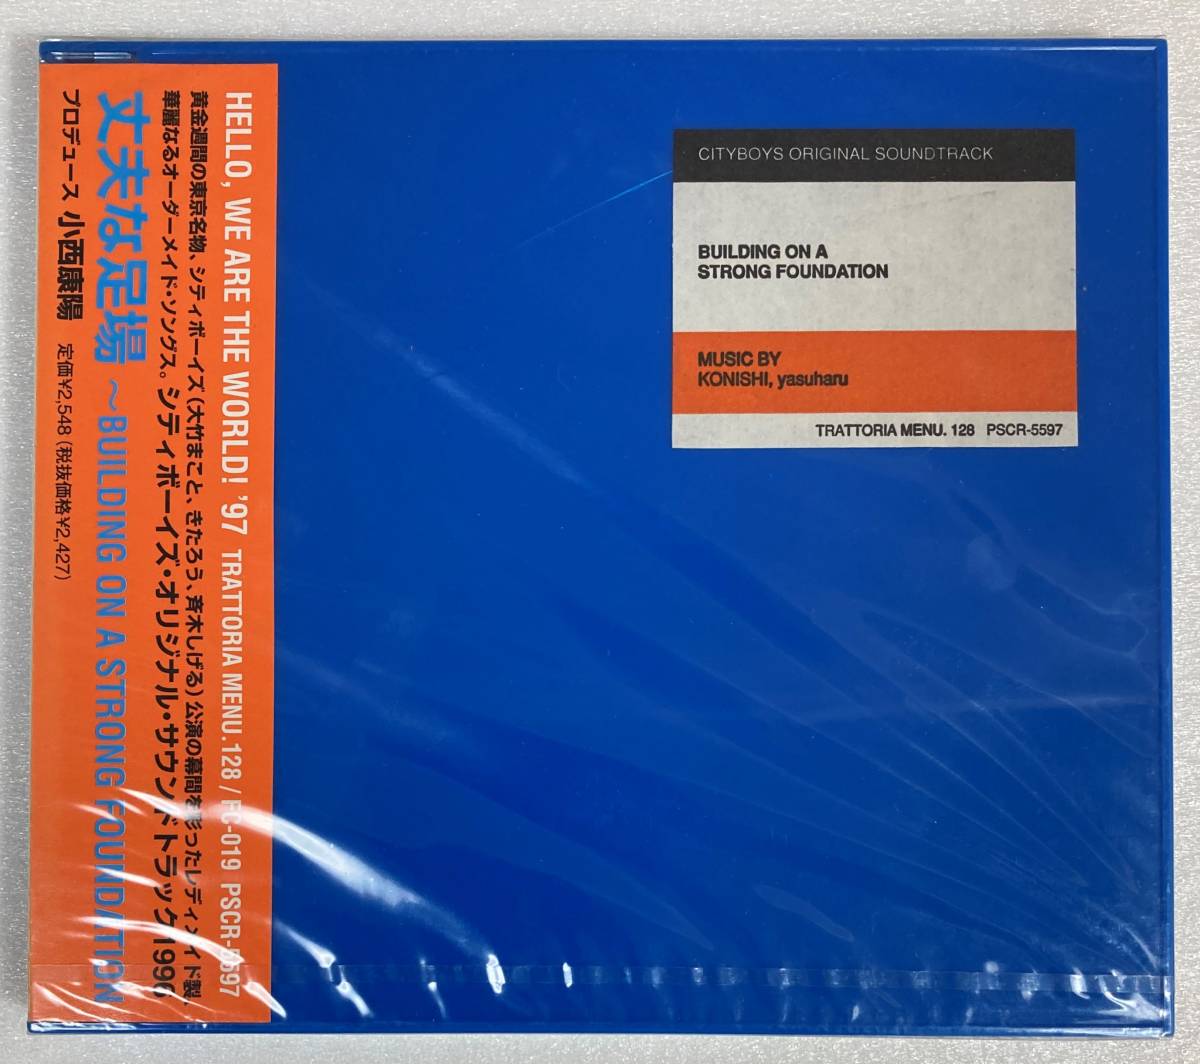 HELLO, WE ARE THE WORLD! '97 TRATTORIA MENU.128 / FC-019 PSCR-5597
黄金週間の東京名物、シティボーイズ(大竹まこと、きたろう、斉木しげる)公演の幕間を彩ったレディメイド製、
華麗なるオーダーメイド・ソングス。シティボーイズ・オリジナル・サウンドトラック1996
丈夫な足場 〜BUILDING ON A STRONG FOUNDATION
プロデュース 小西康陽 定価¥2,548(税抜価格¥2,427)
CITYBOYS ORIGINAL SOUNDTRACK
BUILDING ON A
STRONG FOUNDATION
MUSIC BY
KONISHI, yasuharu
TRATTORIA MENU. 128 PSCR-5597